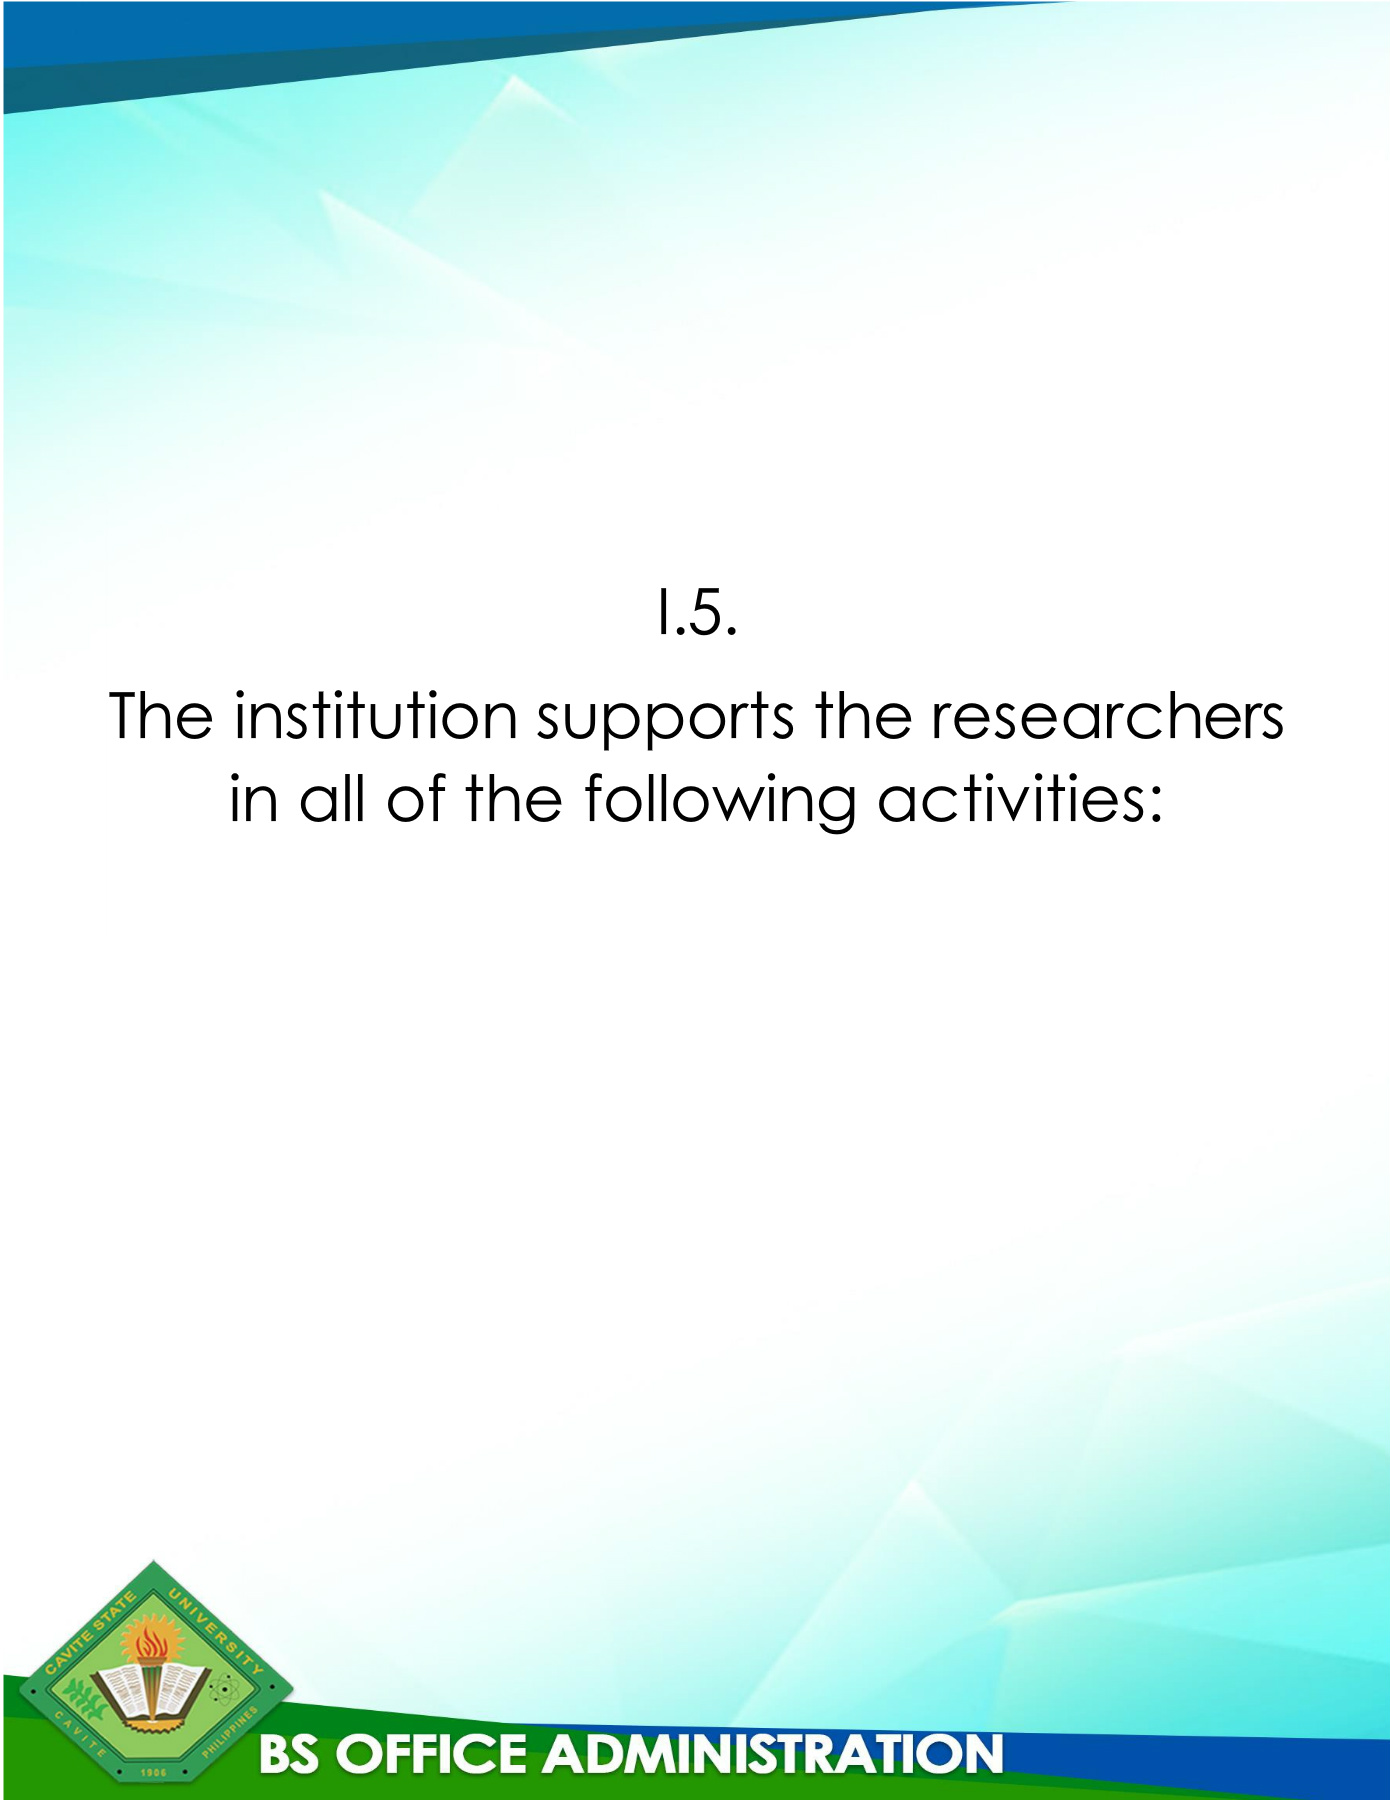 I.5.
The institution supports the researchers
in all of the following activities:
CAVITE STATE
UNIVERSITY
CAVITE
PHILIPPINES
1906
BS OFFICE ADMINISTRATION